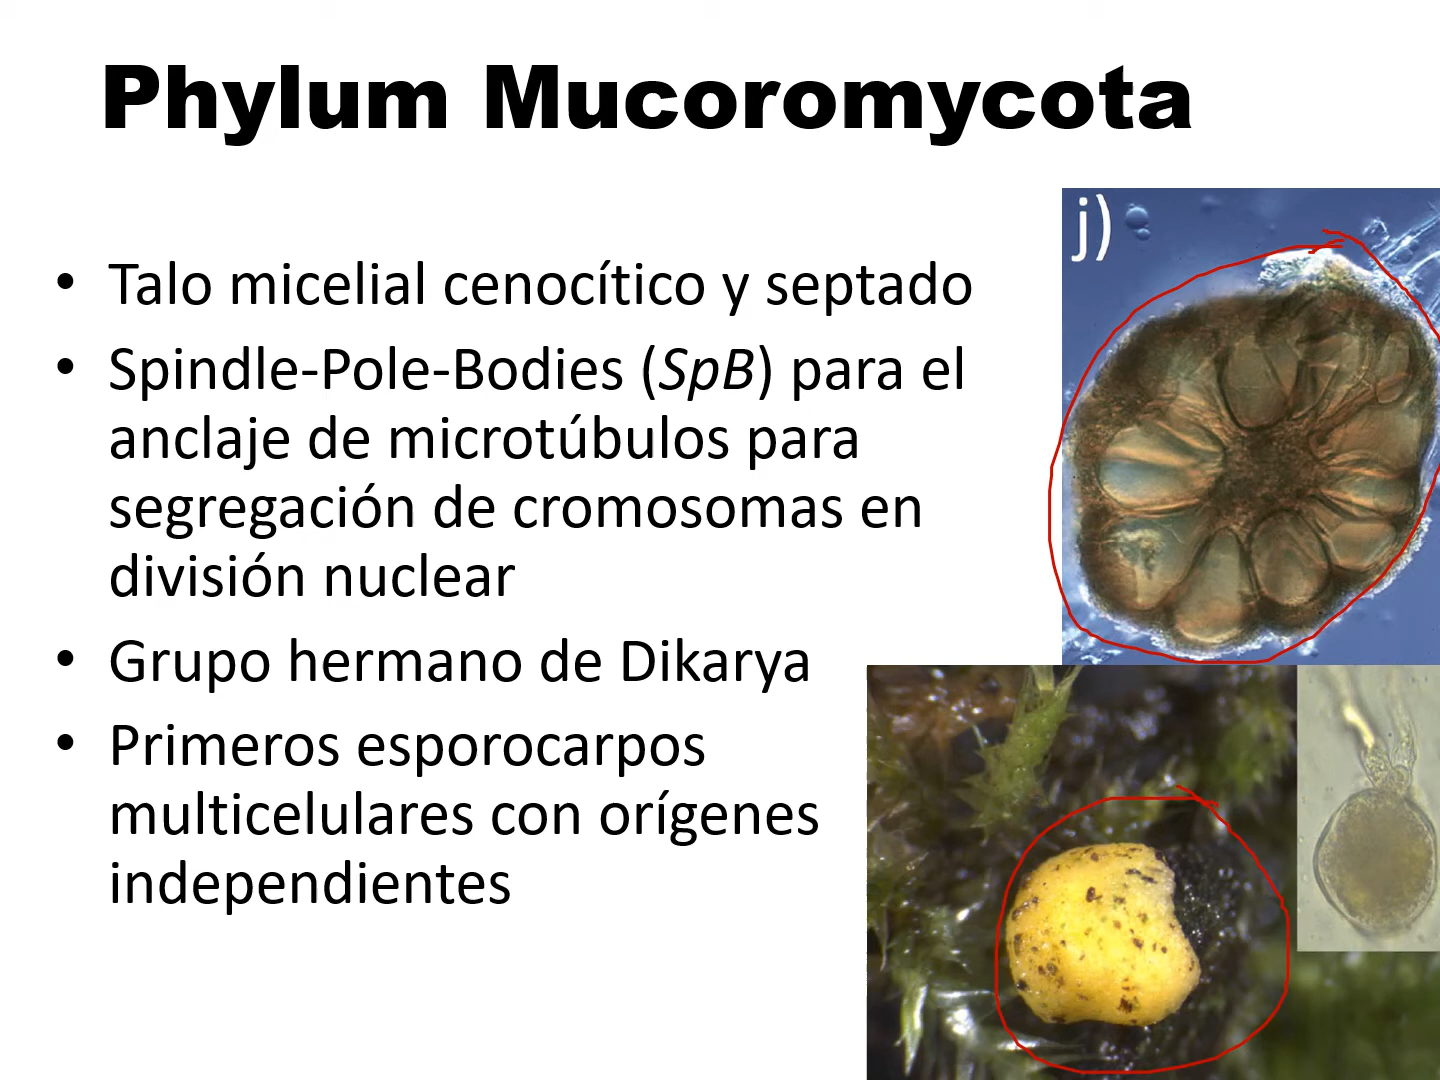 Phylum Mucoromycota
j)
• Talo micelial cenocítico y septado
• Spindle-Pole-Bodies (SpB) para el
anclaje de microtúbulos para
segregación de cromosomas en
división nuclear
• Grupo hermano de Dikarya
• Primeros esporocarpos
multicelulares con orígenes
independientes